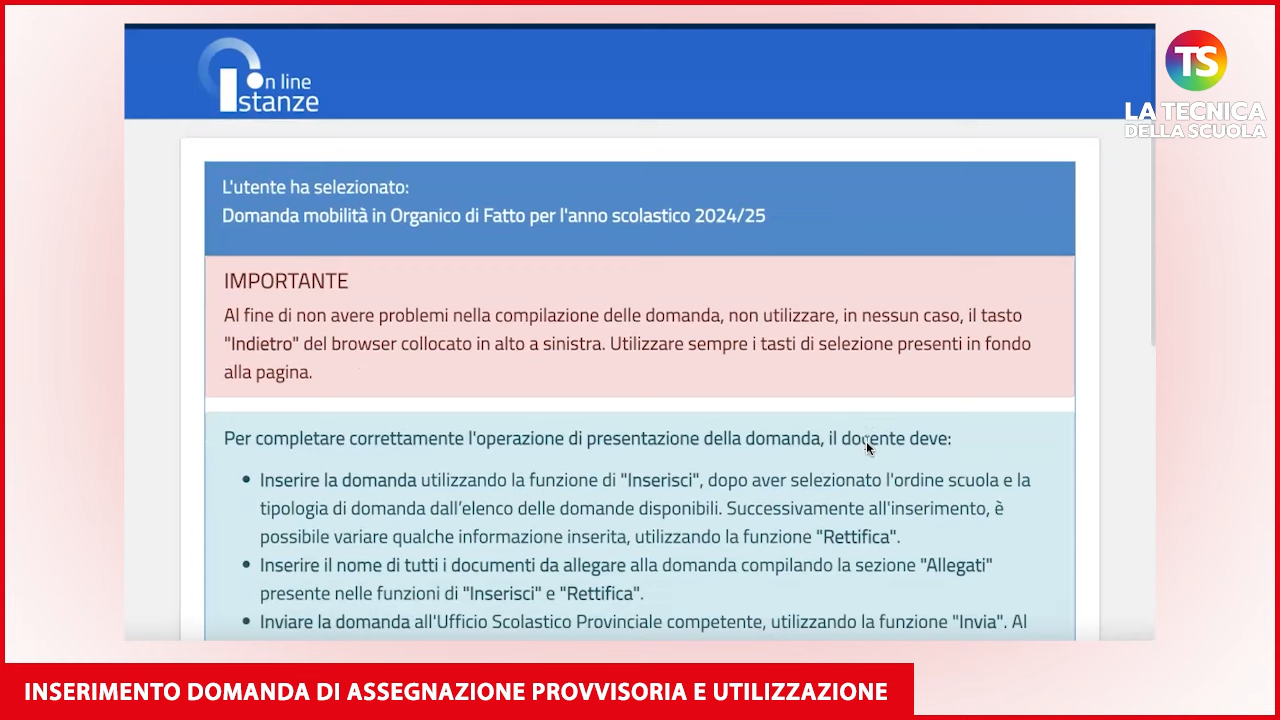 on line
Istanze
TS
LA TECNICA
DELLA SCUOLA
L'utente ha selezionato:
Domanda mobilità in Organico di Fatto per l'anno scolastico 2024/25
IMPORTANTE
Al fine di non avere problemi nella compilazione delle domanda, non utilizzare, in nessun caso, il tasto
"Indietro" del browser collocato in alto a sinistra. Utilizzare sempre i tasti di selezione presenti in fondo
alla pagina.
Per completare correttamente l'operazione di presentazione della domanda, il docente deve:
• Inserire la domanda utilizzando la funzione di "Inserisci", dopo aver selezionato l'ordine scuola e la
tipologia di domanda dall’elenco delle domande disponibili. Successivamente all'inserimento, è
possibile variare qualche informazione inserita, utilizzando la funzione "Rettifica".
• Inserire il nome di tutti i documenti da allegare alla domanda compilando la sezione "Allegati"
presente nelle funzioni di "Inserisci" e "Rettifica".
• Inviare la domanda all'Ufficio Scolastico Provinciale competente, utilizzando la funzione "Invia". Al
INSERIMENTO DOMANDA DI ASSEGNAZIONE PROVVISORIA E UTILIZZAZIONE